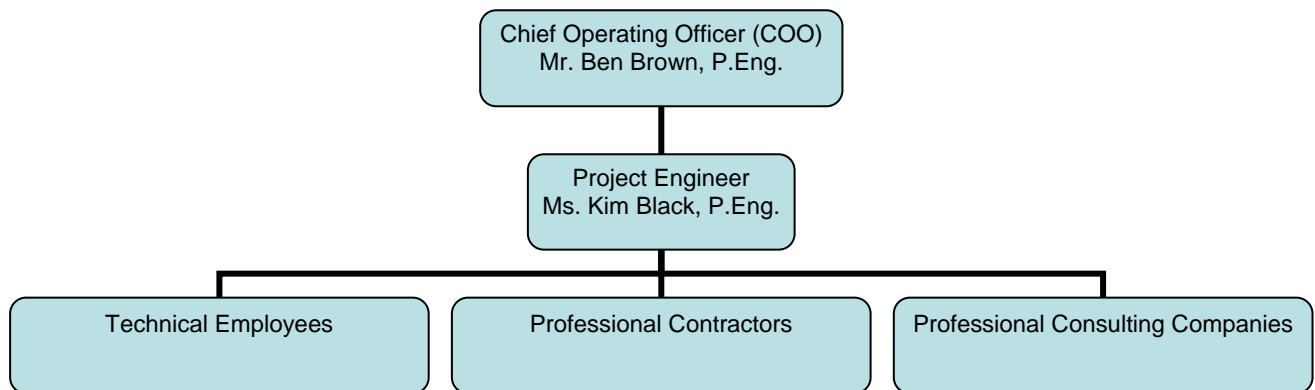 Chief Operating Officer (COO)
Mr. Ben Brown, P.Eng.
Project Engineer
Ms. Kim Black, P.Eng.
Technical Employees
Professional Contractors
Professional Consulting Companies